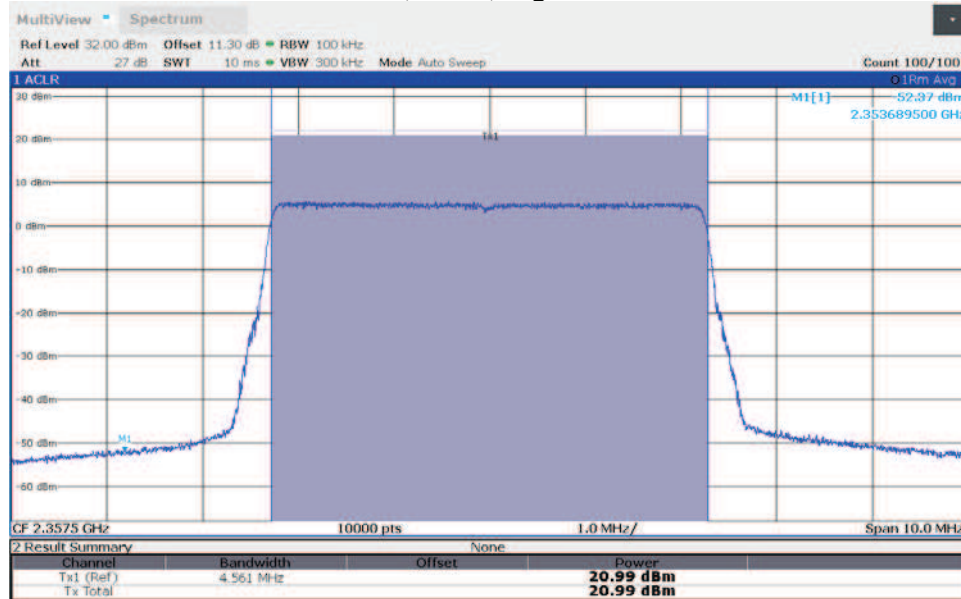 MultiView Spectrum
Ref Level 32.00 dBm Offset 11.30 dB RBW 100 kHz
Att 27 dB SWT 10 ms VBW 300 kHz Mode Auto Sweep Count 100/100
1 ACLR 1Rm Avg
30 dBm M1[1] -52.37 dBm
2.353689500 GHz
Tx1
20 dBm
10 dBm
0 dBm
-10 dBm
-20 dBm
-30 dBm
-40 dBm
M1
-50 dBm
-60 dBm
CF 2.3575 GHz 10000 pts 1.0 MHz/ Span 10.0 MHz
2 Result Summary None
Channel Bandwidth Offset Power
Tx1 (Ref) 4.561 MHz 20.99 dBm
Tx Total 20.99 dBm